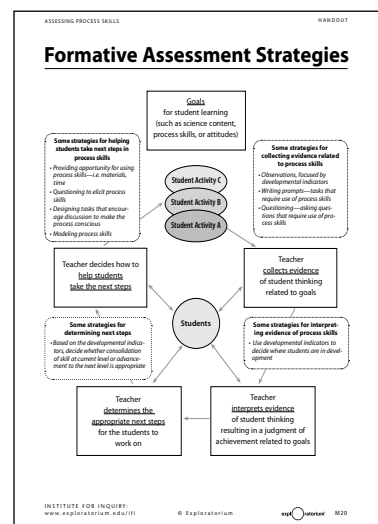 ASSESSING PROCESS SKILLS
HANDOUT
Formative Assessment Strategies
Goals
for student learning
(such as science content,
process skills, or attitudes)
Some strategies for helping
students take next steps in
process skills
• Providing opportunity for using
process skills—i.e. materials,
time
• Questioning to elicit process
skills
• Designing tasks that encour-
age discussion to make the
process conscious
• Modeling process skills
Some strategies for
collecting evidence related
to process skills
• Observations, focused by
developmental indicators
• Writing prompts—tasks that
require use of process skills
• Questioning—asking ques-
tions that require use of pro-
cess skills
Student Activity C
Student Activity B
Student Activity A
Teacher decides how to
help students
take the next steps
Teacher
collects evidence
of student thinking
related to goals
Students
Some strategies for
determining next steps
• Based on the developmental indica-
tors, decide whether consolidation
of skill at current level or advance-
ment to the next level is appropriate
Some strategies for interpret-
ing evidence of process skills
• Use developmental indicators to
decide where students are in devel-
opment
Teacher
determines the
appropriate next steps
for the students to
work on
Teacher
interprets evidence
of student thinking
resulting in a judgment of
achievement related to goals
INSTITUTE FOR INQUIRY:
www.exploratorium.edu/ifi
© Exploratorium
exploratorium
M20